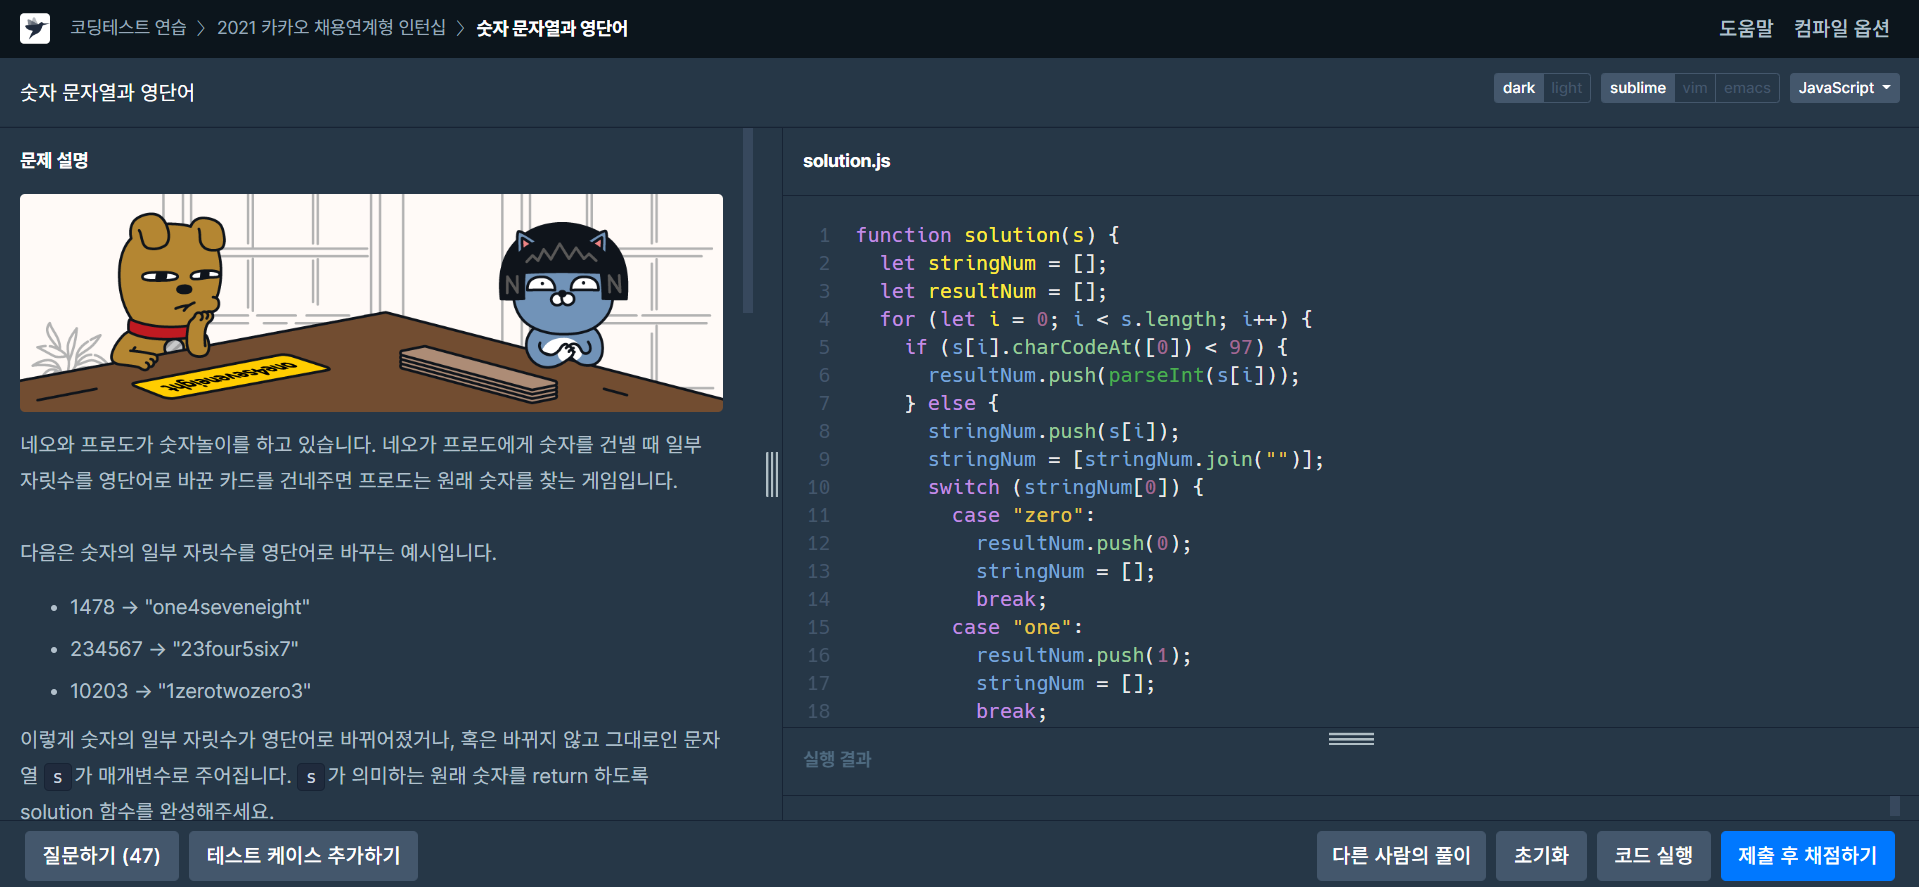 코딩테스트 연습 〉 2021 카카오 채용연계형 인턴십 〉 숫자 문자열과 영단어
도움말 컴파일 옵션
숫자 문자열과 영단어
dark light sublime vim emacs JavaScript
문제 설명
N N
one4seveneight
네오와 프로도가 숫자놀이를 하고 있습니다. 네오가 프로도에게 숫자를 건넬 때 일부
자릿수를 영단어로 바꾼 카드를 건네주면 프로도는 원래 숫자를 찾는 게임입니다.
다음은 숫자의 일부 자릿수를 영단어로 바꾸는 예시입니다.
• 1478 → "one4seveneight"
• 234567 → "23four5six7"
• 10203 → "1zerotwozero3"
이렇게 숫자의 일부 자릿수가 영단어로 바뀌어졌거나, 혹은 바뀌지 않고 그대로인 문자
열 s 가 매개변수로 주어집니다. s 가 의미하는 원래 숫자를 return 하도록
solution 함수를 완성해주세요.
solution.js
1 function solution(s) {
2   let stringNum = [];
3   let resultNum = [];
4   for (let i = 0; i < s.length; i++) {
5     if (s[i].charCodeAt([0]) < 97) {
6       resultNum.push(parseInt(s[i]));
7     } else {
8       stringNum.push(s[i]);
9       stringNum = [stringNum.join("")];
10       switch (stringNum[0]) {
11         case "zero":
12           resultNum.push(0);
13           stringNum = [];
14           break;
15         case "one":
16           resultNum.push(1);
17           stringNum = [];
18           break;
실행 결과
질문하기 (47) 테스트 케이스 추가하기 다른 사람의 풀이 초기화 코드 실행 제출 후 채점하기